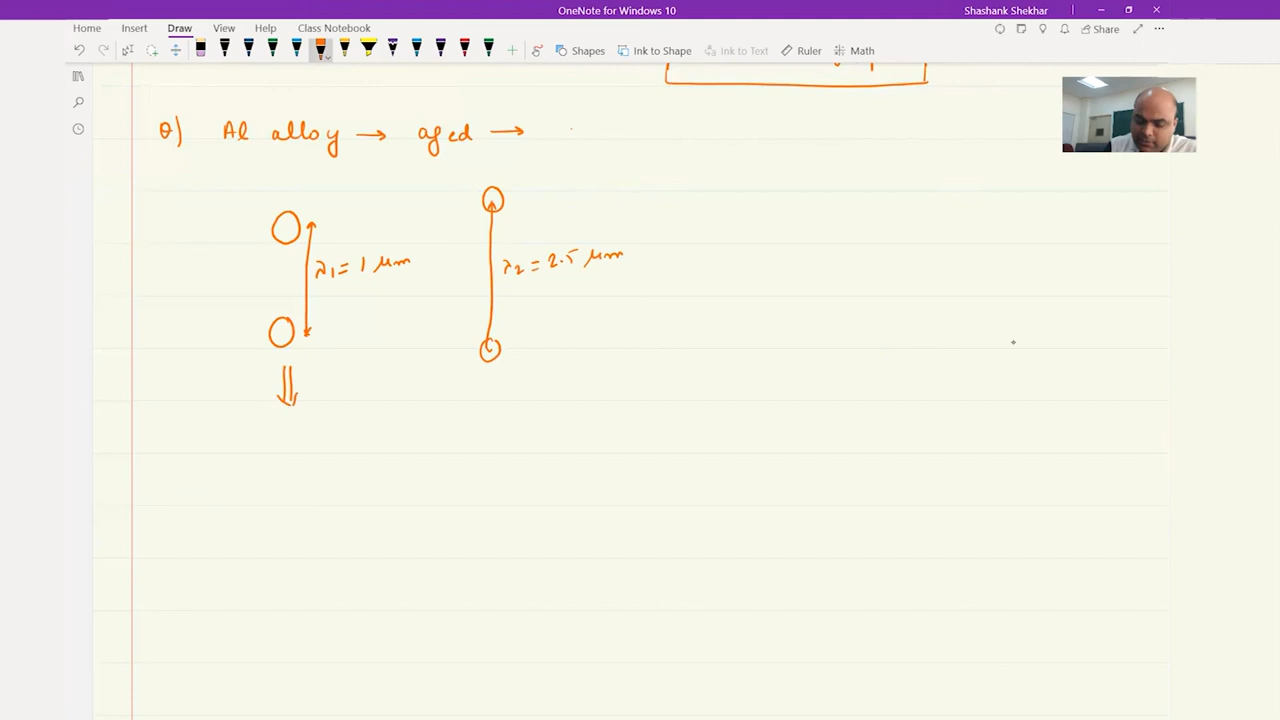 OneNote for Windows 10
Shashank Shekhar
Home Insert Draw View Help Class Notebook
Shapes Ink to Shape Ink to Text Ruler Math Share
Q) Al alloy → aged →
λ1 = 1 μm
λ2 = 2.5 μm